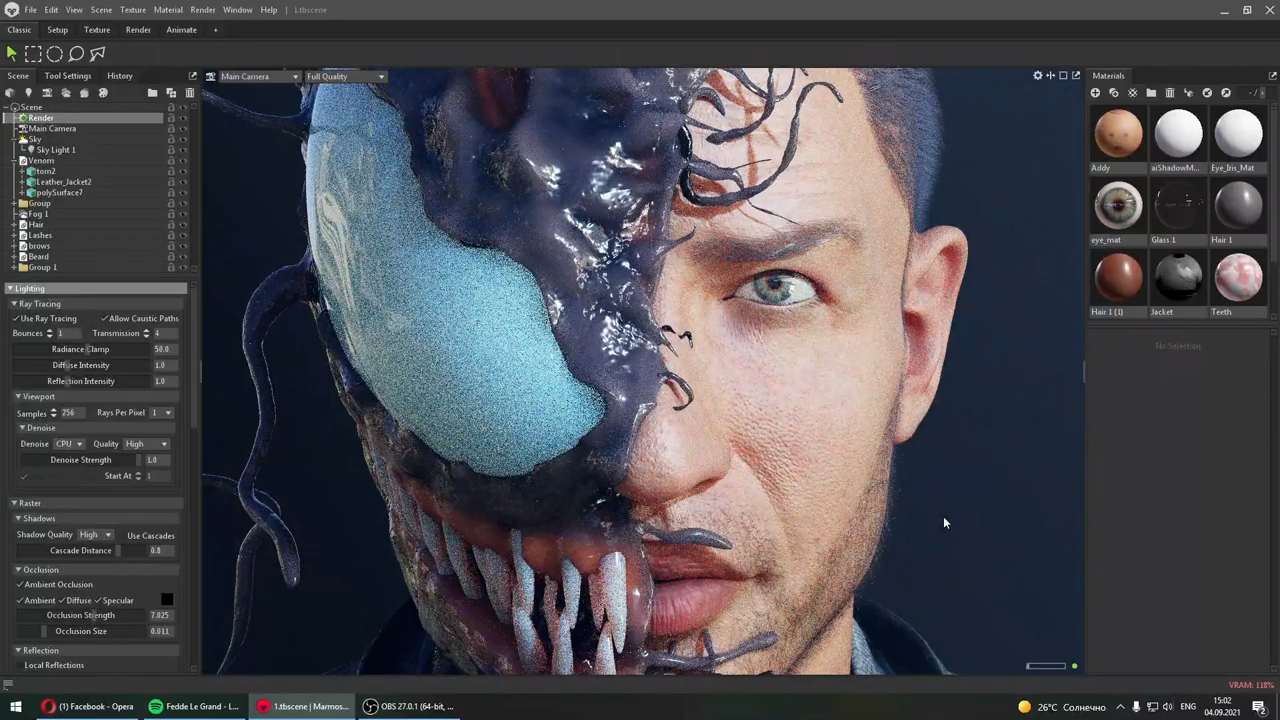 File Edit View Scene Texture Material Render Window Help 1.tbscene
Classic Setup Texture Render Animate +
Scene Tool Settings History
Main Camera Full Quality
Materials
Scene
Render
Main Camera
Sky
Sky Light 1
Venom
torn2
Leather_Jacket2
polySurface7
Group
Fog 1
Hair
Lashes
brows
Beard
Group 1
Lighting
Ray Tracing
Use Ray Tracing Allow Caustic Paths
Bounces 1 Transmission 4
Radiance Clamp 50.0
Diffuse Intensity 1.0
Reflection Intensity 1.0
Viewport
Samples 256 Rays Per Pixel 1
Denoise
Denoise CPU Quality High
Denoise Strength 1.0
Start At 1
Raster
Shadows
Shadow Quality High Use Cascades
Cascade Distance 0.8
Occlusion
Ambient Occlusion
Ambient Diffuse Specular
Occlusion Strength 7.025
Occlusion Size 0.011
Reflection
Local Reflections
Addy aiShadowM... Eye_Iris_Mat
eye_mat Glass 1 Hair 1
Hair 1 (1) Jacket Teeth
No Selection
VRAM: 118%
(1) Facebook - Opera
Fedde Le Grand - L...
1.tbscene | Marmos...
OBS 27.0.1 (64-bit, ...
26°C Солнечно
ENG
15:02
04.09.2021
2